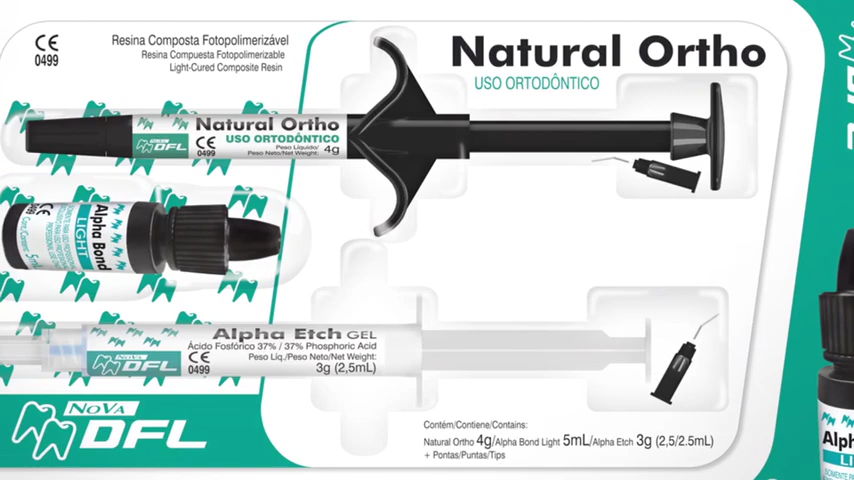 CE
0499
Resina Composta Fotopolimerizável
Resina Compuesta Fotopolimerizable
Light-Cured Composite Resin
Natural Ortho
USO ORTODÔNTICO
Natural Ortho
USO ORTODÔNTICO
NOVA
DFL
CE
0499
Peso Líquido/
Peso Neto/Net Weight: 4g
Alpha Bond
LIGHT
5m
Alpha Etch GEL
Ácido Fosfórico 37% / 37% Phosphoric Acid
NOVA
DFL
CE
0499
Peso Líq./Peso Neto/Net Weight:
3g (2,5mL)
NOVA
DFL
Contém/Contiene/Contains:
Natural Ortho 4g/Alpha Bond Light 5mL/Alpha Etch 3g (2,5/2.5mL)
+ Pontas/Puntas/Tips
Alph
LI